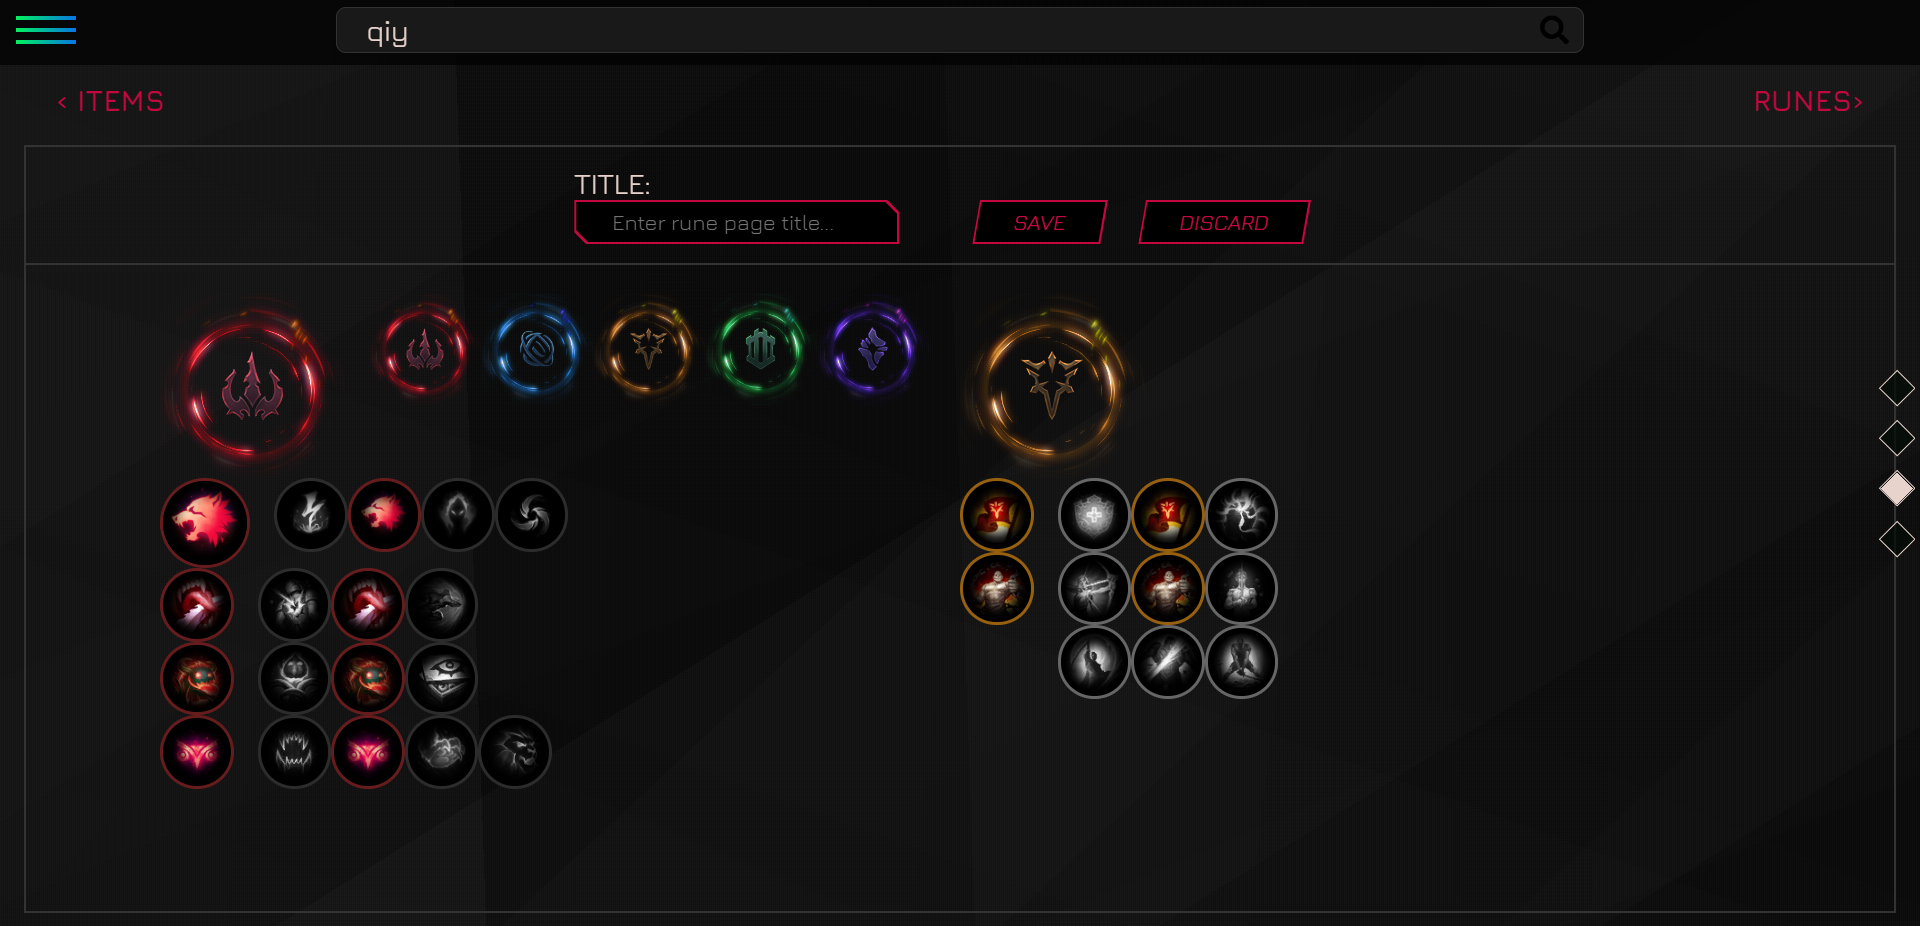 qiy
< ITEMS
RUNES>
TITLE:
Enter rune page title...
SAVE
DISCARD